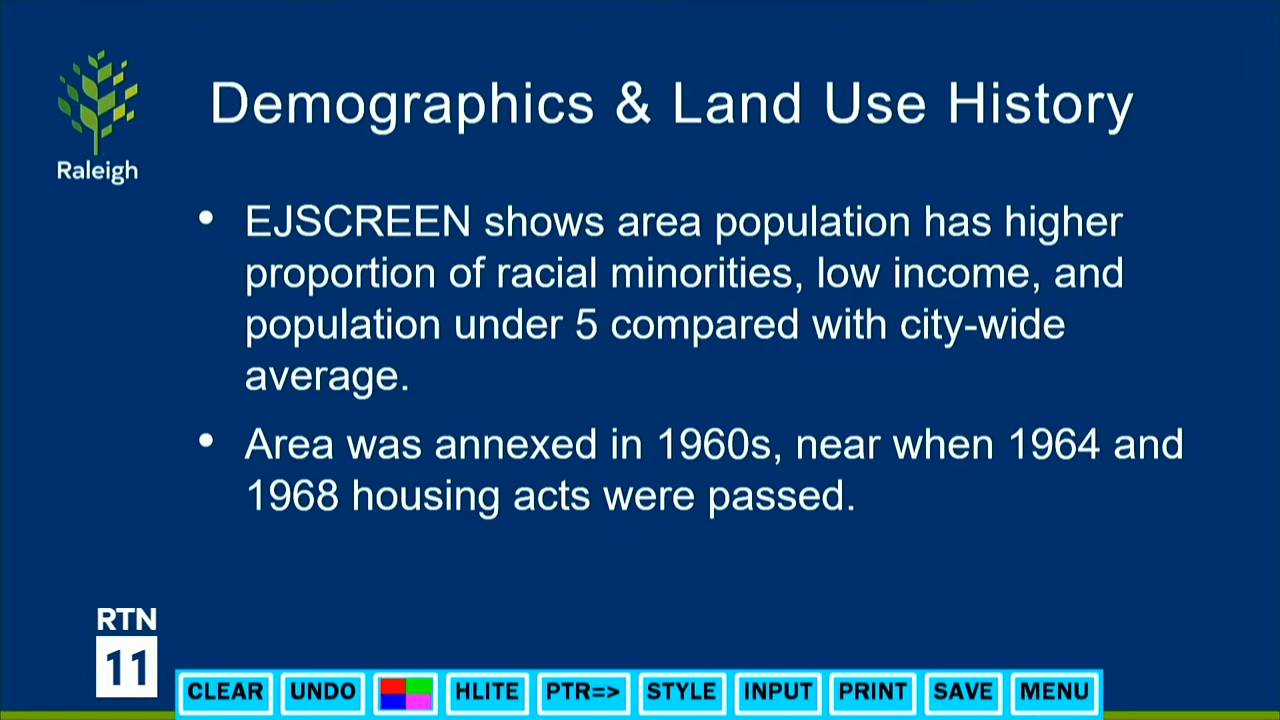 Demographics & Land Use History
Raleigh
• EJSCREEN shows area population has higher
proportion of racial minorities, low income, and
population under 5 compared with city-wide
average.
• Area was annexed in 1960s, near when 1964 and
1968 housing acts were passed.
RTN
11
CLEAR UNDO HLITE PTR=> STYLE INPUT PRINT SAVE MENU